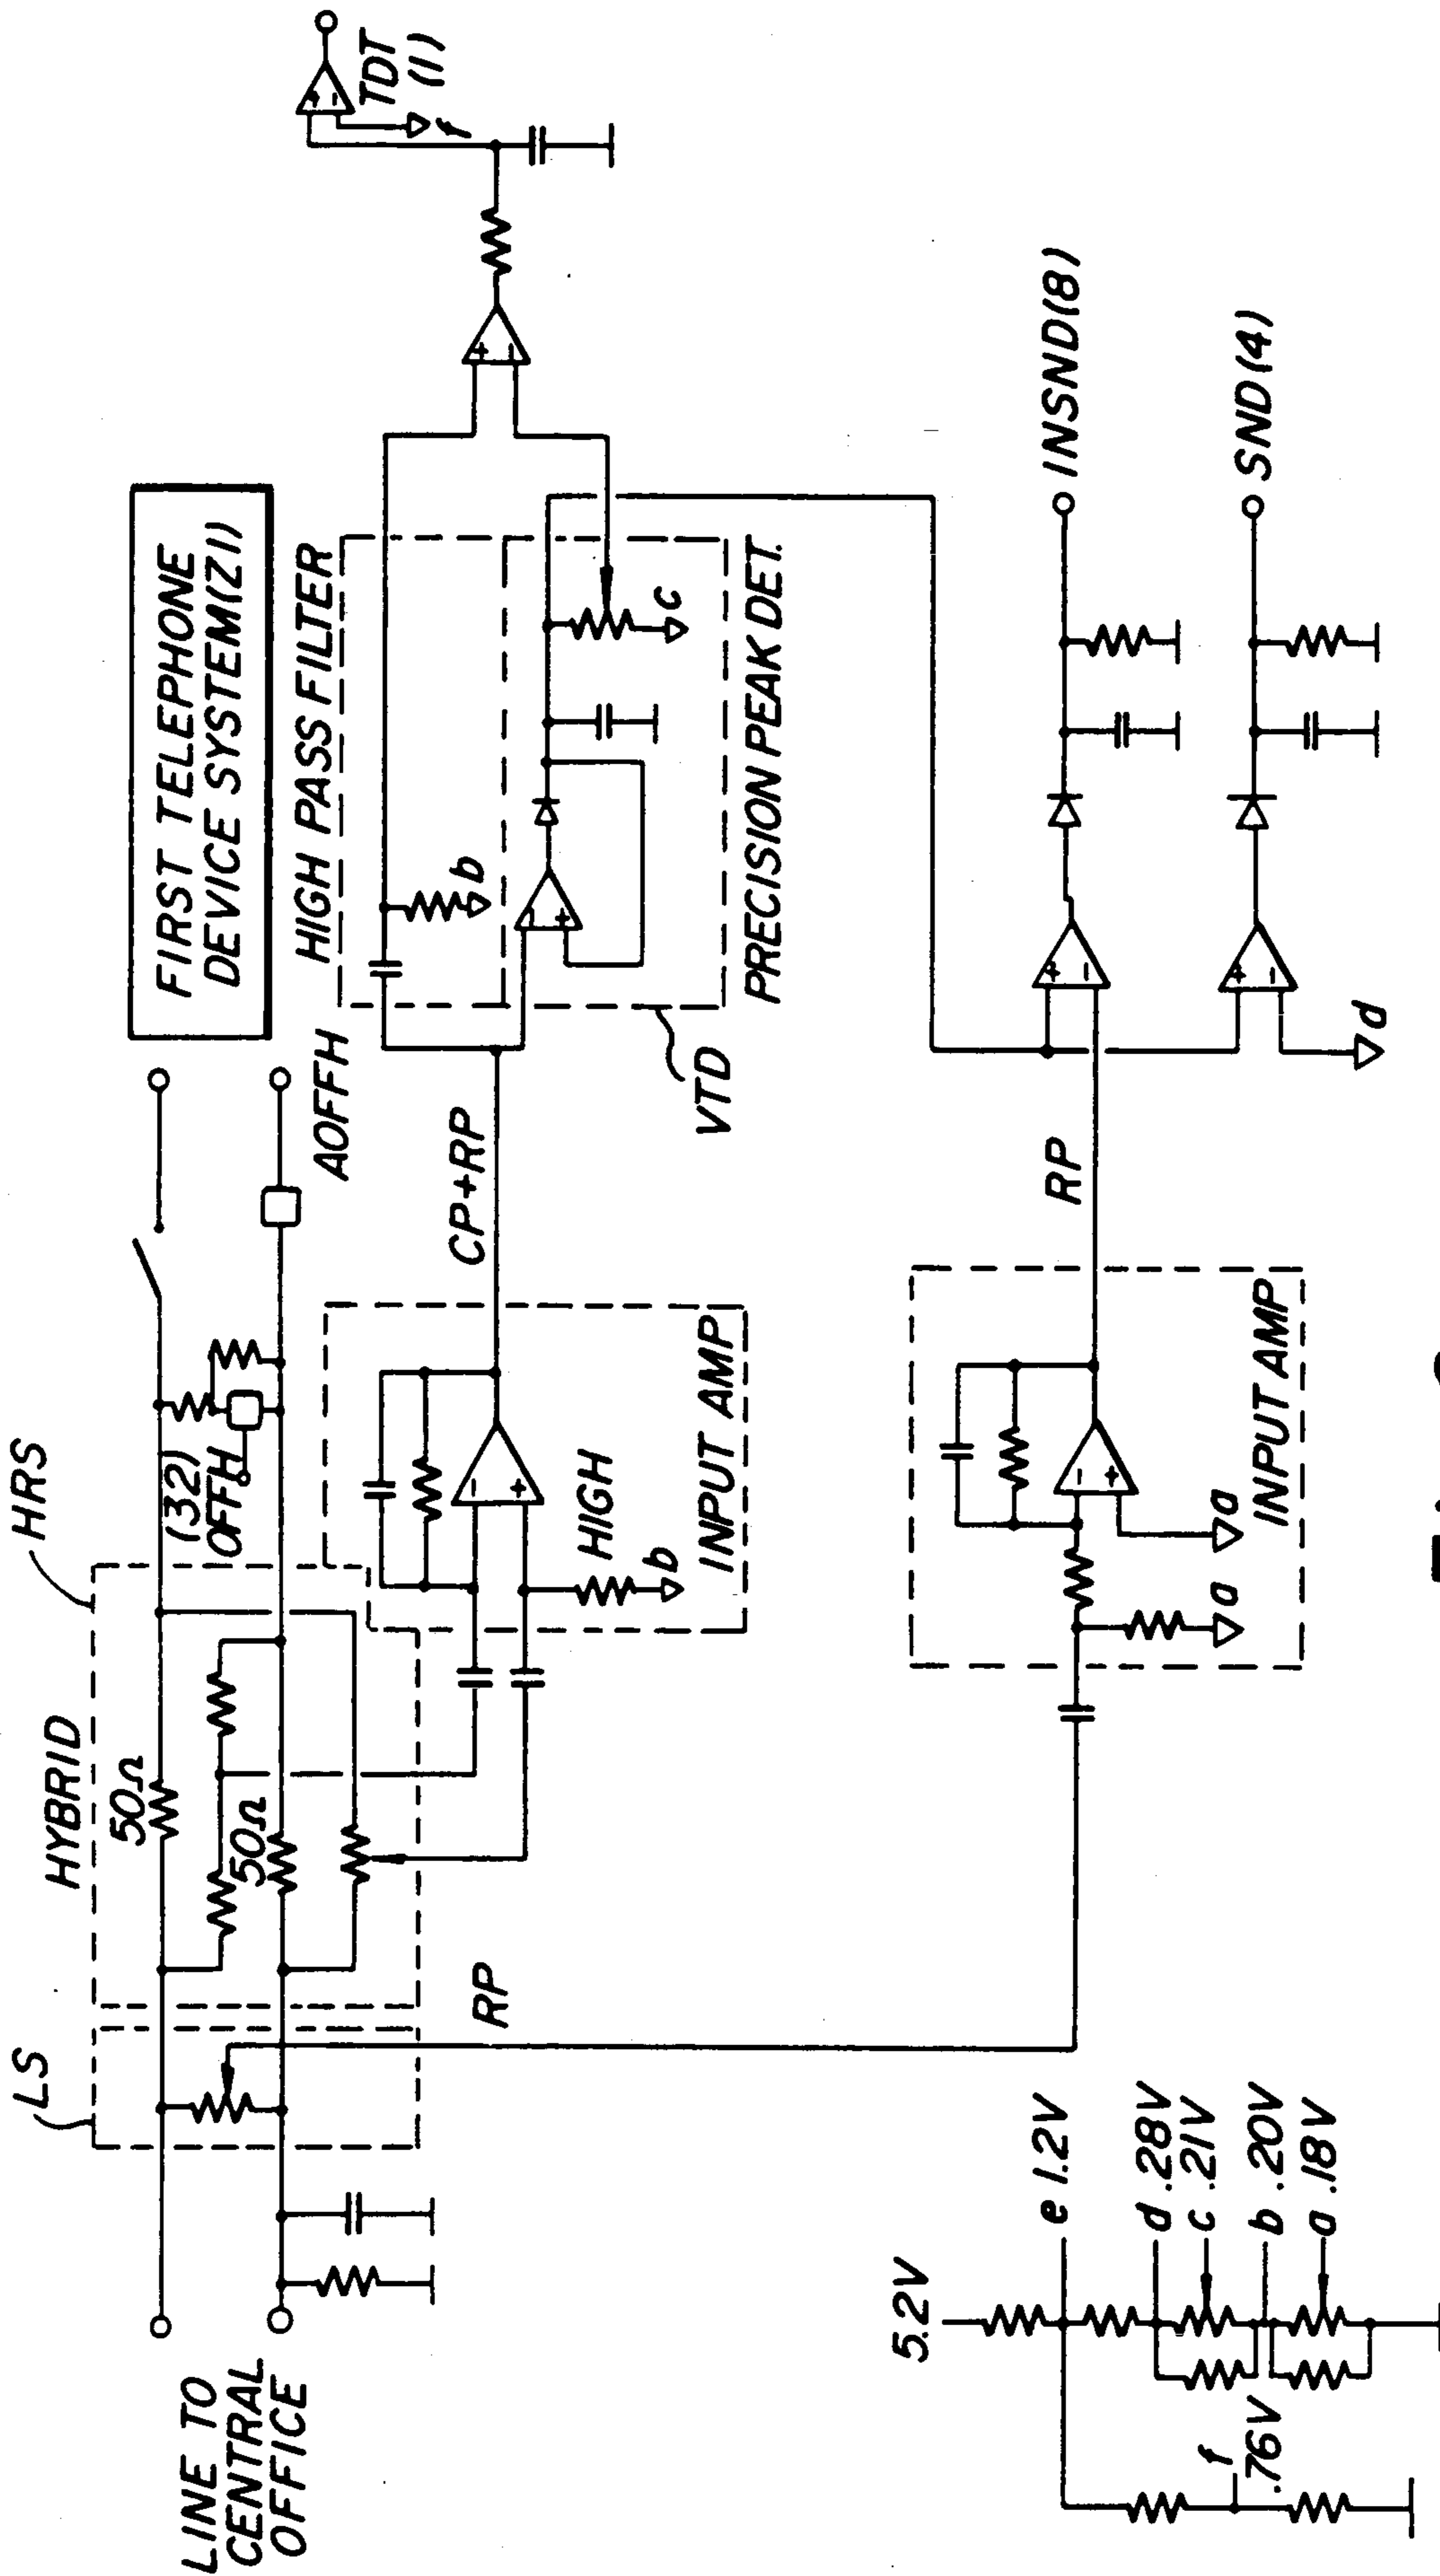 LINE TO
CENTRAL
OFFICE
LS
HYBRID
HRS
50Ω
50Ω
(32)
OFFH
AOFFH
FIRST TELEPHONE
DEVICE SYSTEM(Z1)
RP
HIGH
b
INPUT AMP
CP+RP
HIGH PASS FILTER
b
c
VTD
PRECISION PEAK DET.
f
TDT
(1)
a
a
INPUT AMP
RP
d
INSND(8)
SND(4)
5.2V
e 1.2V
d .28V
c .21V
b .20V
a .18V
f
.76V
+
-
+
-
-
+
-
+
-
+
+
-
+
-